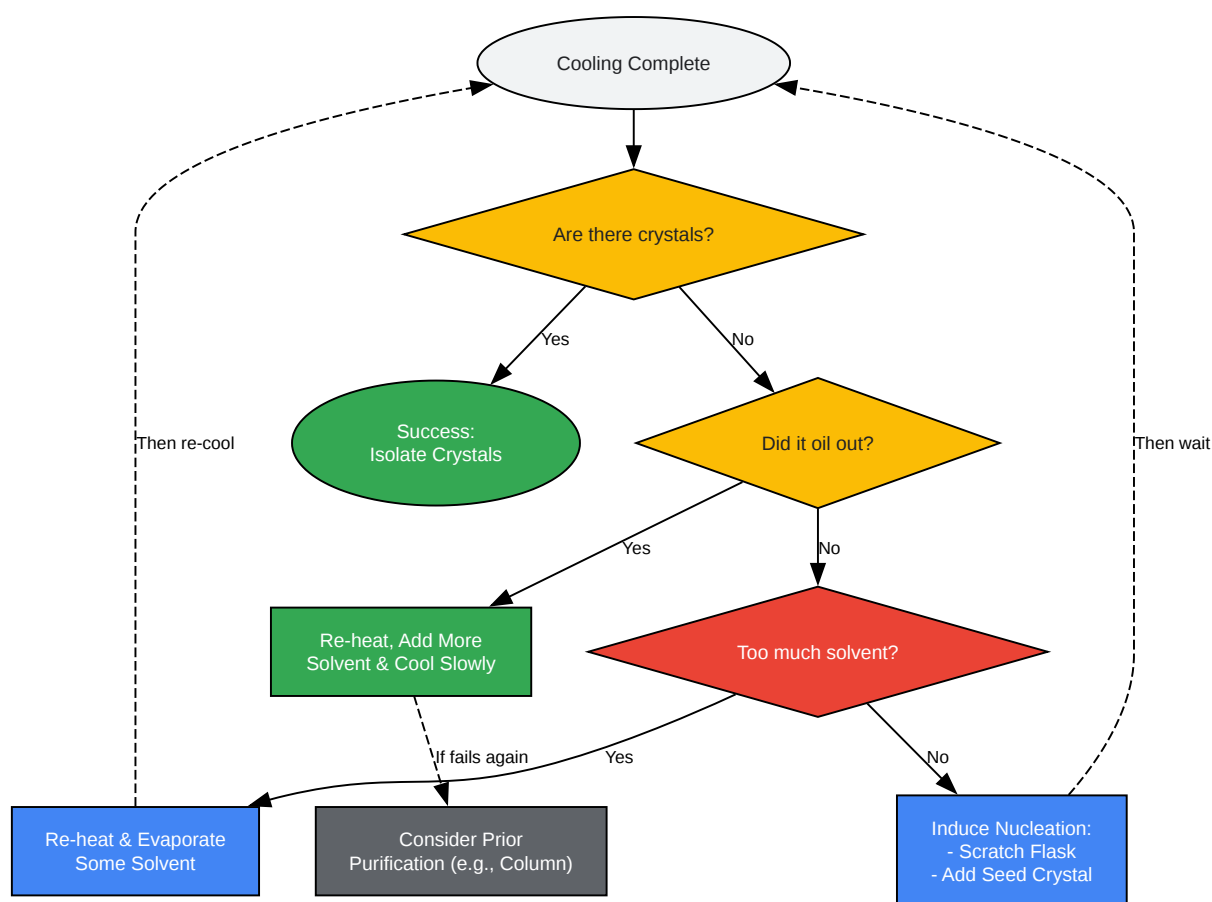 Cooling Complete
Are there crystals?
Yes
No
Then re-cool
Success:
Isolate Crystals
Did it oil out?
Then wait
Yes
No
Re-heat, Add More
Solvent & Cool Slowly
Too much solvent?
If fails again
Yes
No
Re-heat & Evaporate
Some Solvent
Consider Prior
Purification (e.g., Column)
Induce Nucleation:
- Scratch Flask
- Add Seed Crystal